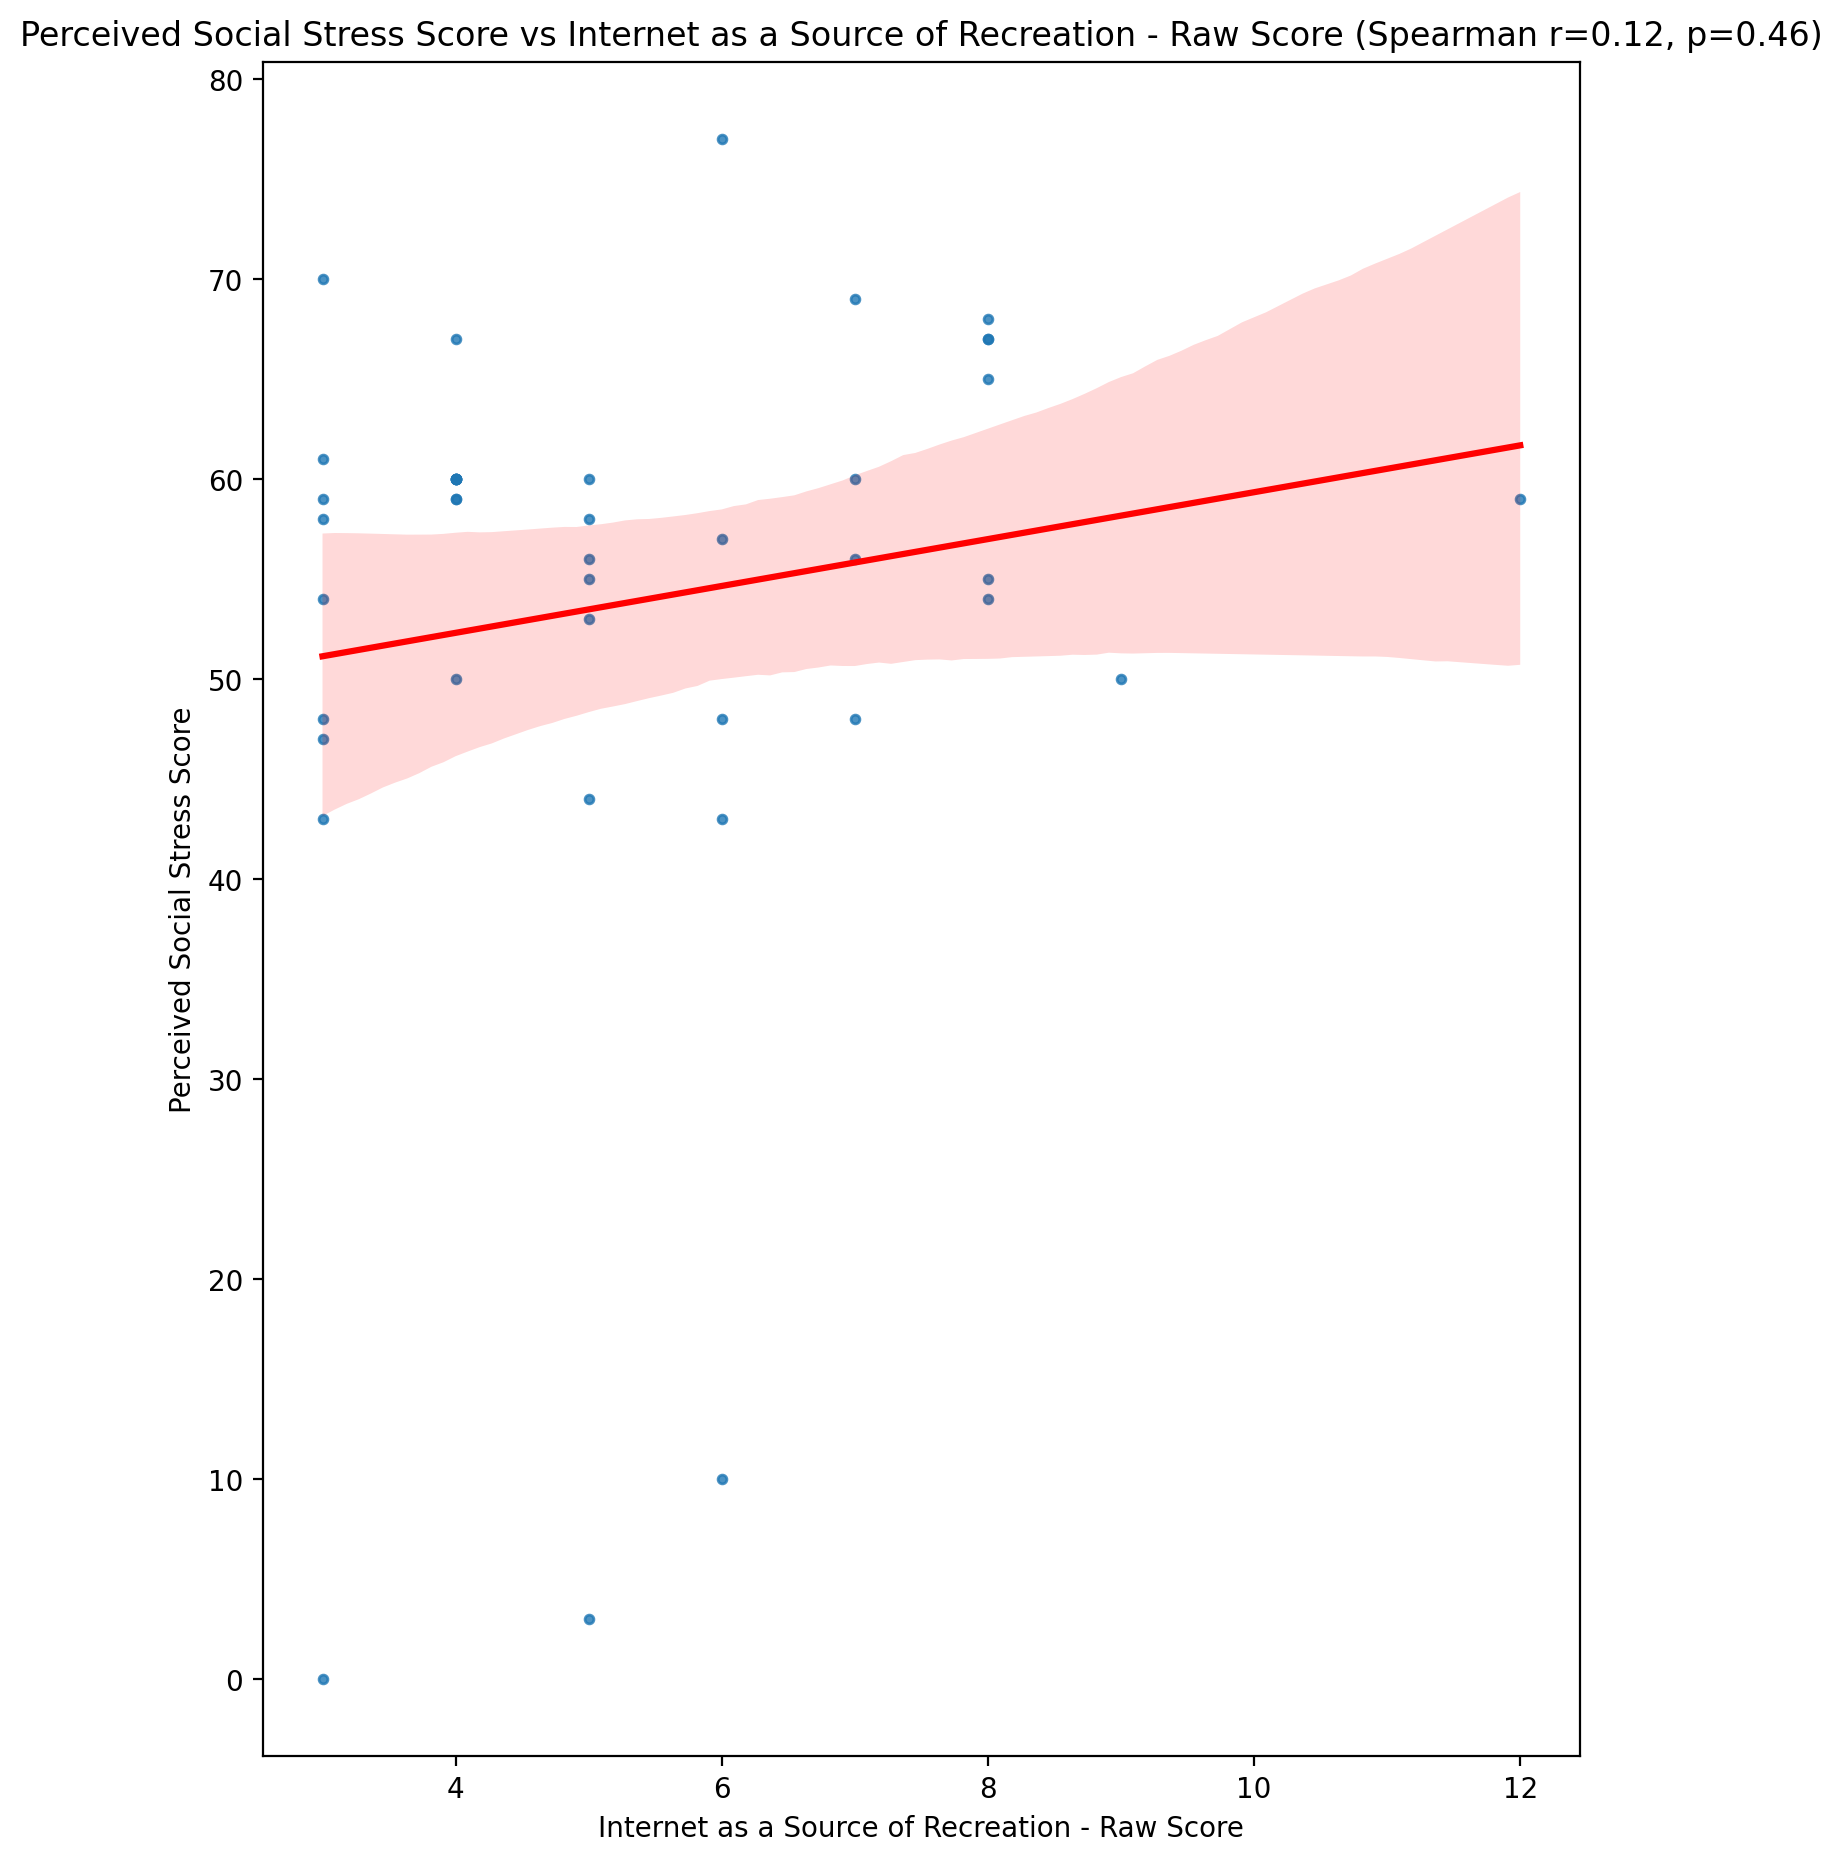 Perceived Social Stress Score vs Internet as a Source of Recreation - Raw Score (Spearman r=0.12, p=0.46)
80
70
60
50
40
30
20
10
0
Perceived Social Stress Score
4 6 8 10 12
Internet as a Source of Recreation - Raw Score